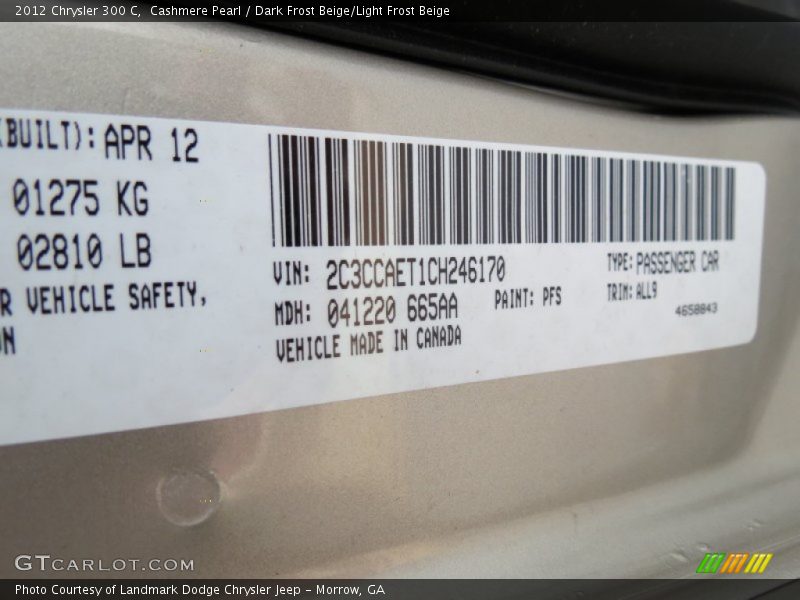 2012 Chrysler 300 C, Cashmere Pearl / Dark Frost Beige/Light Frost Beige
(BUILT): APR 12
01275 KG
02810 LB
R VEHICLE SAFETY,
ON
VIN: 2C3CCAET1CH246170
TYPE: PASSENGER CAR
MDH: 041220 665AA
PAINT: PFS
TRIM: ALL9
VEHICLE MADE IN CANADA
4658843
GTCARLOT.COM
Photo Courtesy of Landmark Dodge Chrysler Jeep – Morrow, GA